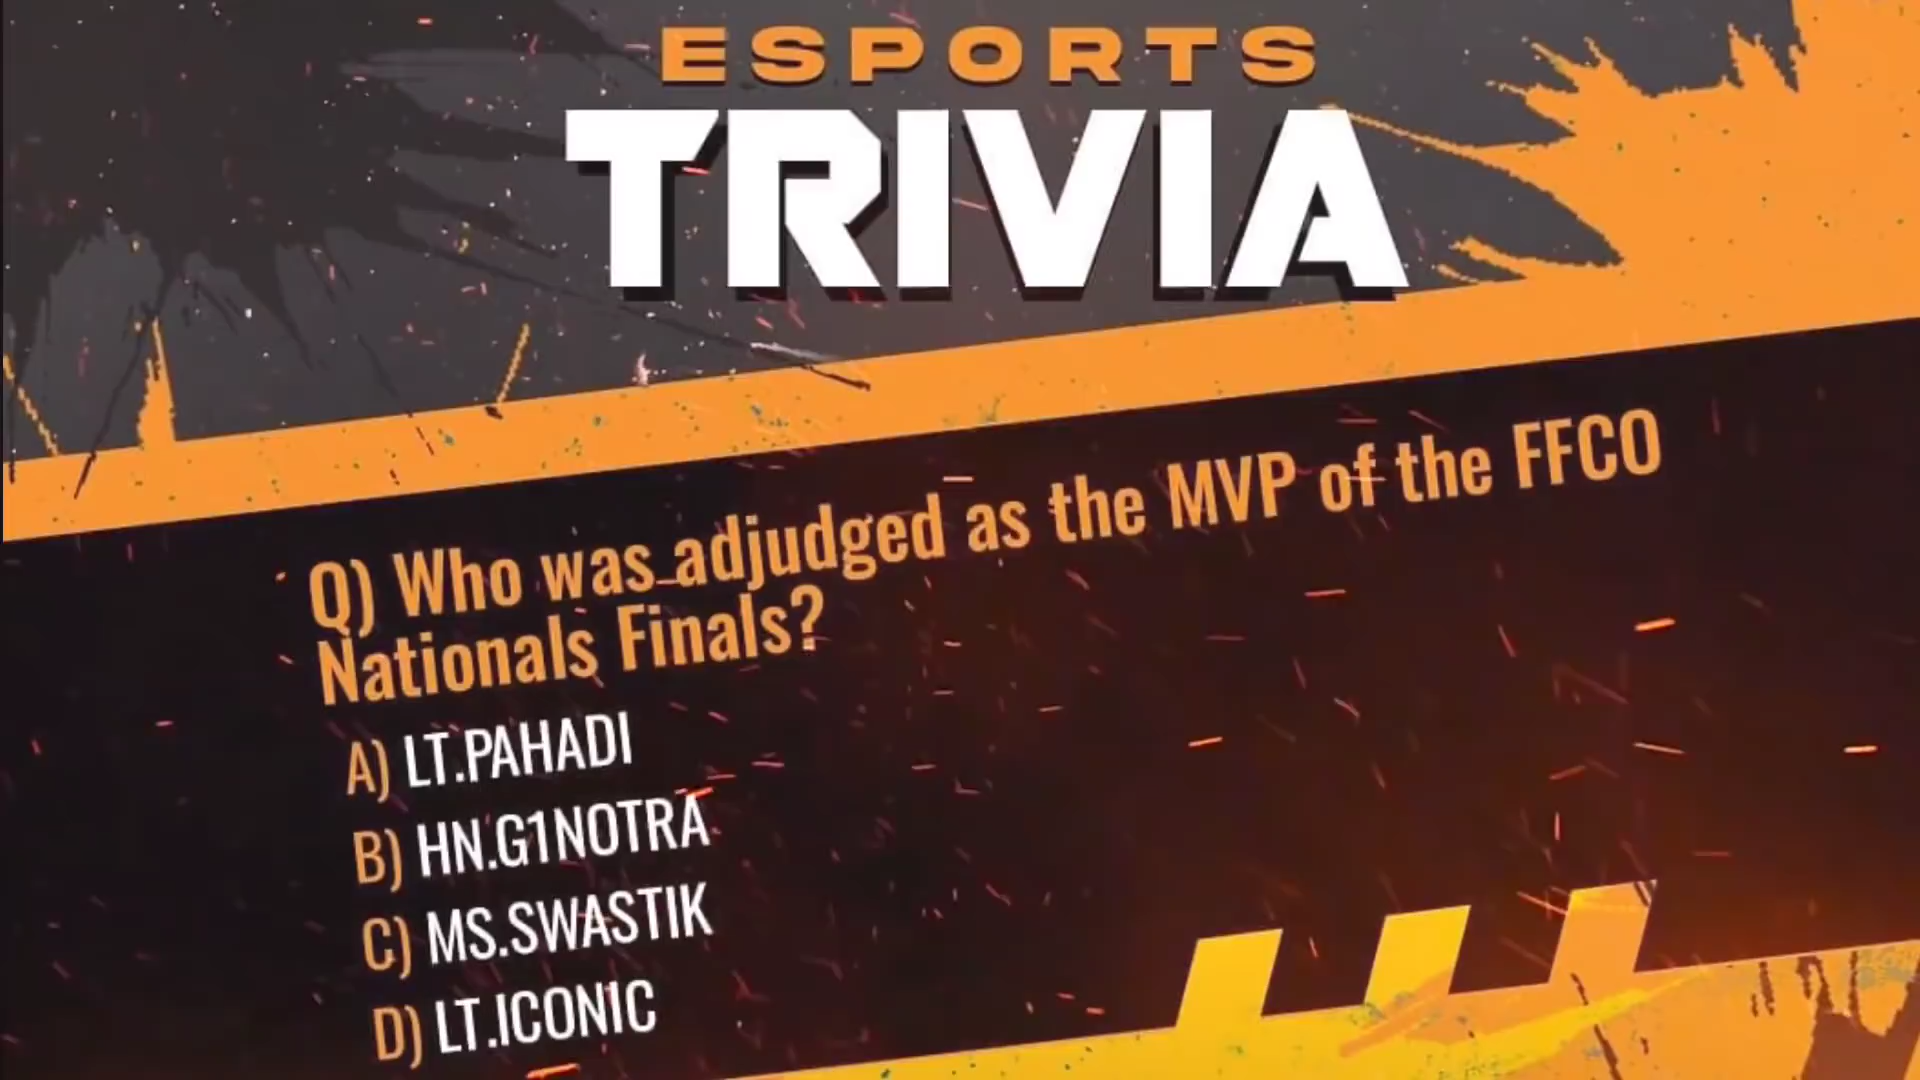 ESPORTS
TRIVIA
Q) Who was adjudged as the MVP of the FFCO
Nationals Finals?
A) LT.PAHADI
B) HN.G1NOTRA
C) MS.SWASTIK
D) LT.ICONIC